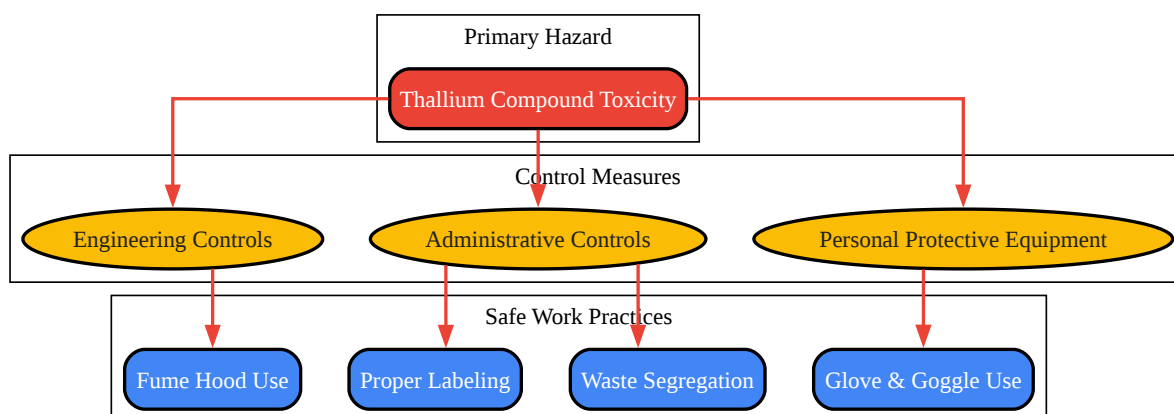 Primary Hazard
Thallium Compound Toxicity
Control Measures
Engineering Controls
Administrative Controls
Personal Protective Equipment
Safe Work Practices
Fume Hood Use
Proper Labeling
Waste Segregation
Glove & Goggle Use